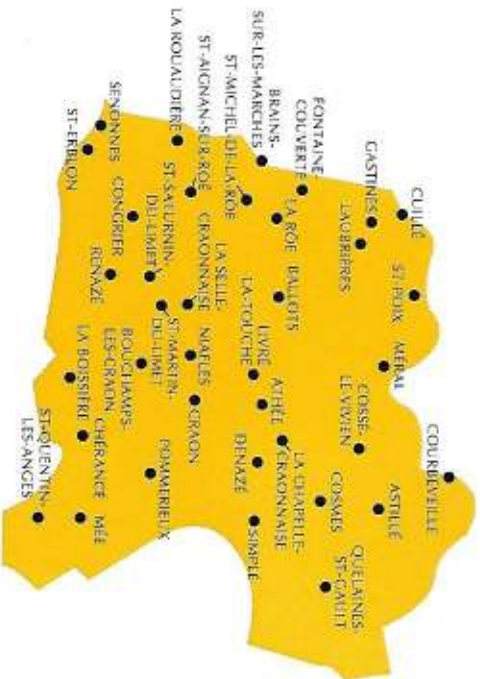 COURBEVEILLE
CUILLÉ
ST-POIX
MÉRAL
ASTILLÉ
GASTINES
LAUBRIÈRES
COSSÉ-
LE-VIVIEN
COSMES
QUELAINES-
ST-GAULT
FONTAINE-
COUVERTE
BRAINS-
SUR-LES-MARCHES
LA ROË
BALLOTS
LIVRÉ
LA-TOUCHE
ATHÉE
LA CHAPELLE-
CRAONNAISE
DENAZÉ
SIMPLÉ
ST-MICHEL-DE-LA-ROË
ST-AIGNAN-SUR-ROË
LA SELLE-
CRAONNAISE
NIAFLES
CRAON
LA ROUAUDIÈRE
ST-SATURNIN-
DU-LIMET
ST-MARTIN-
DU-LIMET
BOUCHAMPS-
LES-CRAON
POMMERIEUX
SENONNES
CONGRIER
RENAZÉ
ST-ERBLON
LA BOISSIÈRE
CHÉRANCÉ
MÉE
ST-QUENTIN-
LES-ANGES